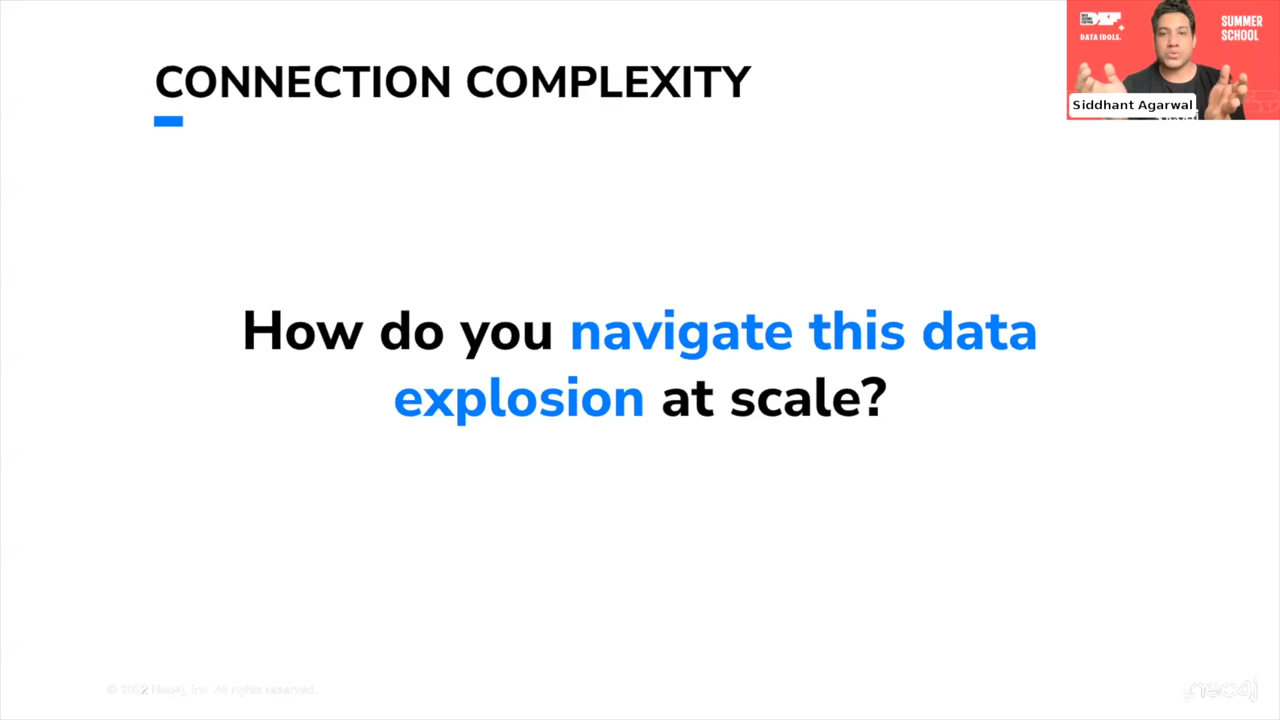 CONNECTION COMPLEXITY
How do you navigate this data
explosion at scale?
DATA IDOLS.
SUMMER
SCHOOL
Siddhant Agarwal
Neo4j, Inc. All rights reserved.
neo4j